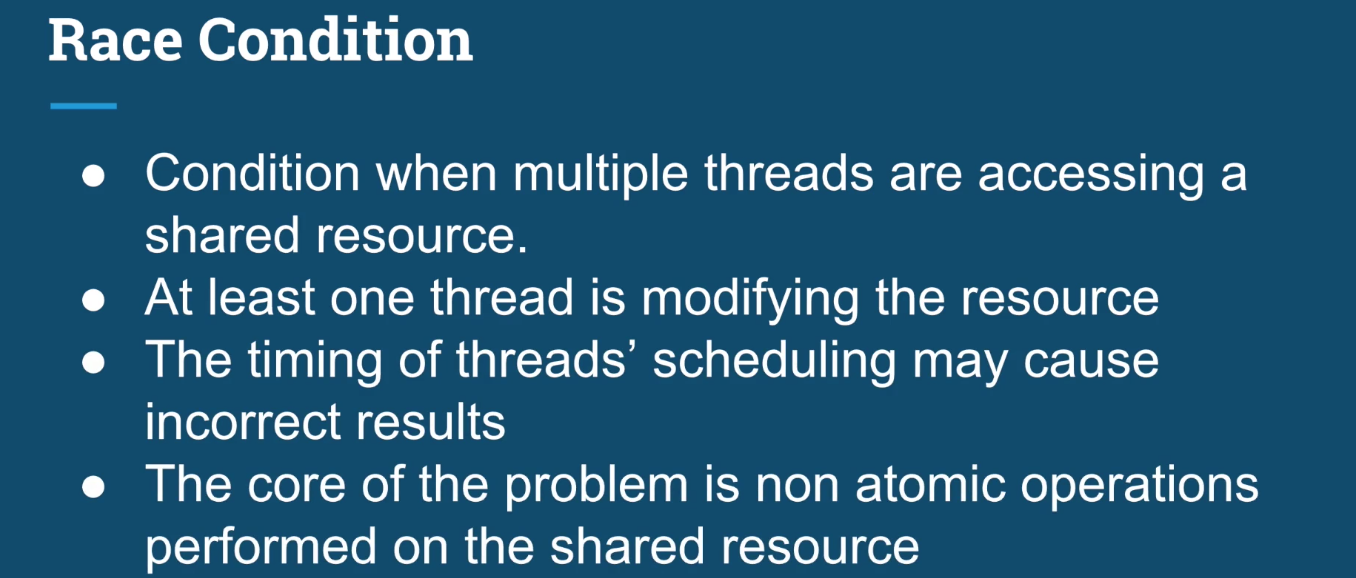 Race Condition
● Condition when multiple threads are accessing a
shared resource.
● At least one thread is modifying the resource
● The timing of threads’ scheduling may cause
incorrect results
● The core of the problem is non atomic operations
performed on the shared resource